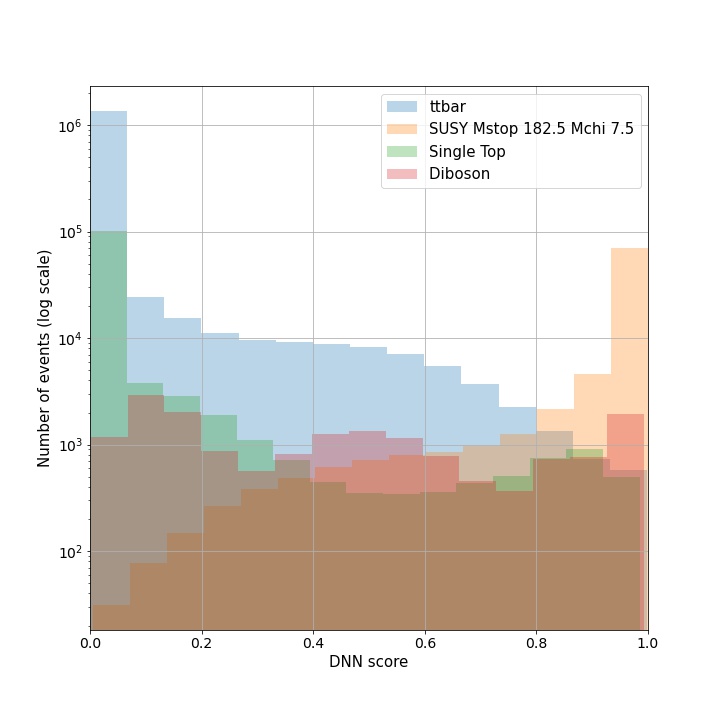 ttbar
SUSY Mstop 182.5 Mchi 7.5
Single Top
Diboson
Number of events (log scale)
10^6
10^5
10^4
10^3
10^2
0.0 0.2 0.4 0.6 0.8 1.0
DNN score